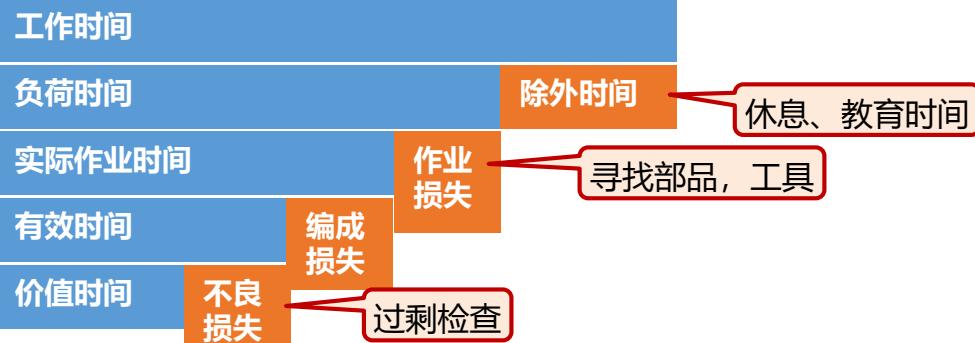 工作时间
负荷时间
除外时间
休息、教育时间
实际作业时间
作业
损失
寻找部品，工具
有效时间
编成
损失
价值时间
不良
损失
过剩检查